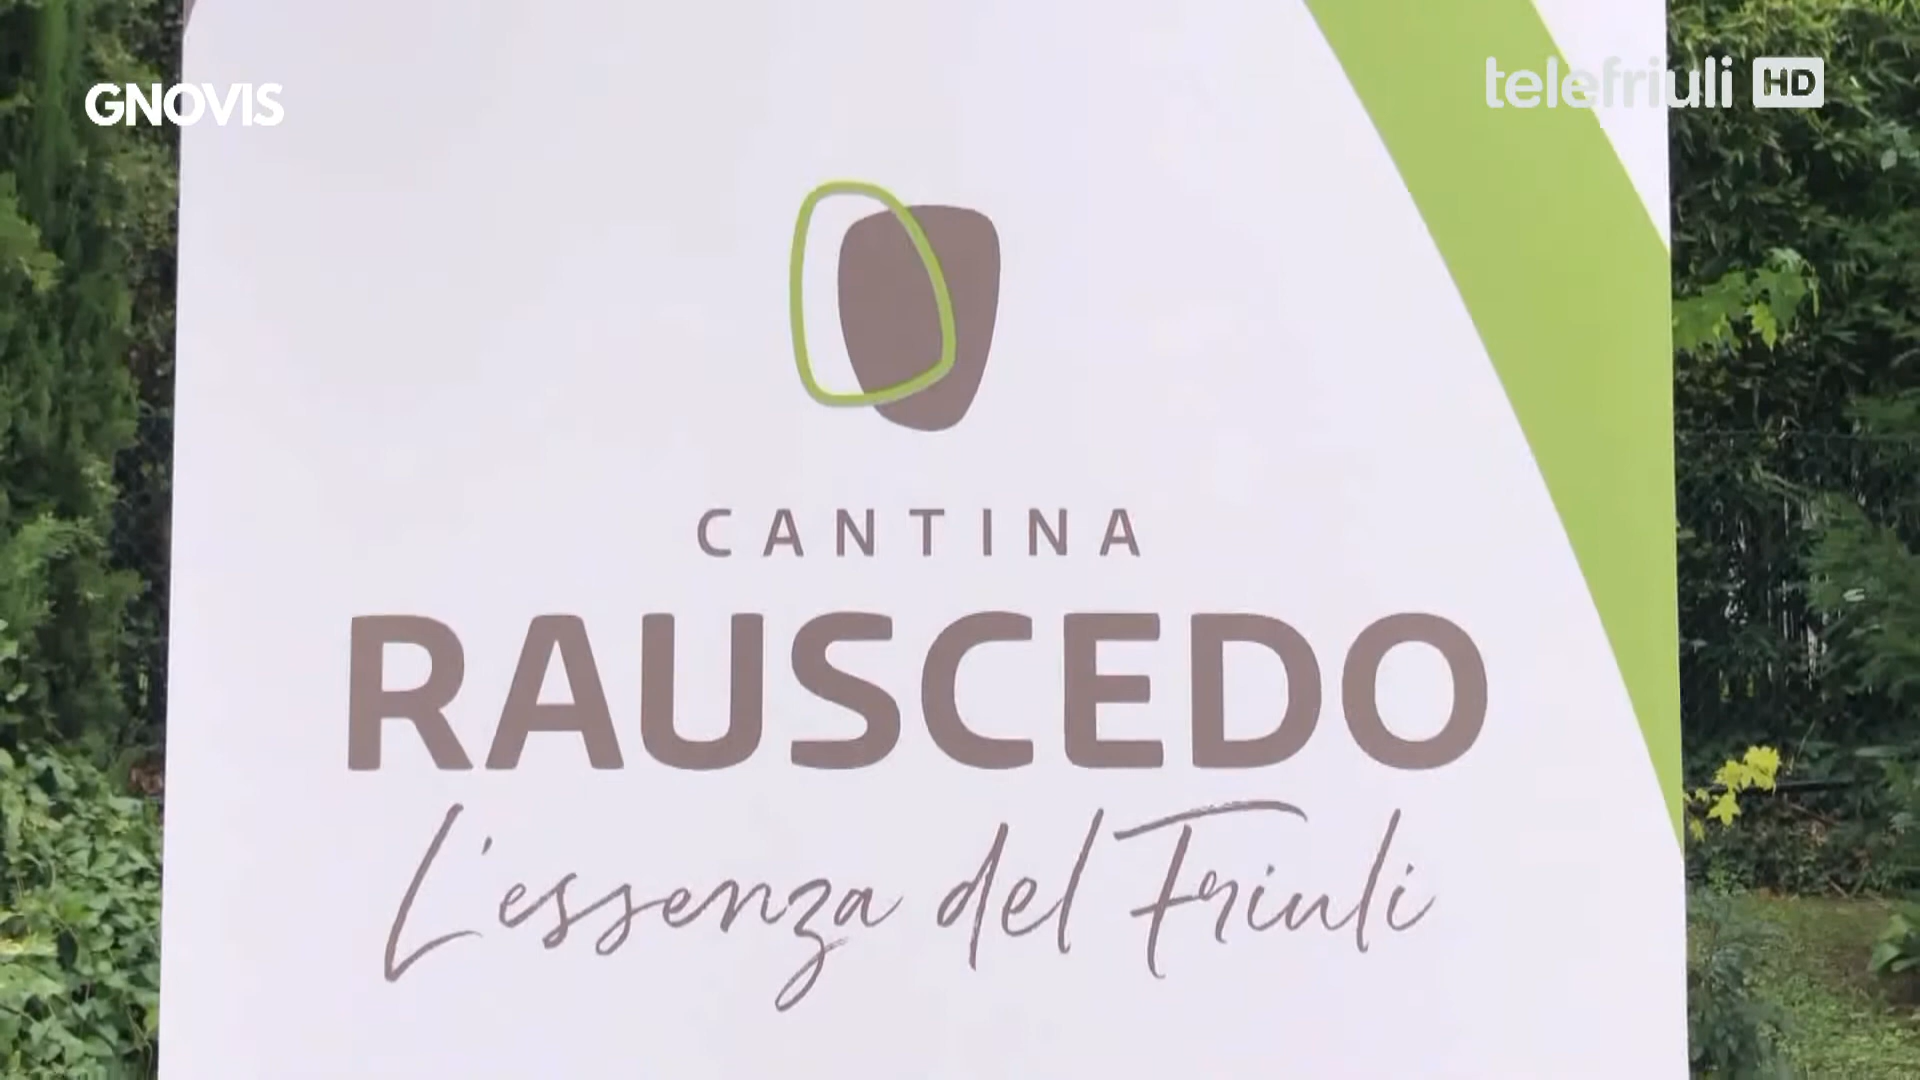 GNOVIS
telefriuli HD
CANTINA
RAUSCEDO
L'essenza del Friuli